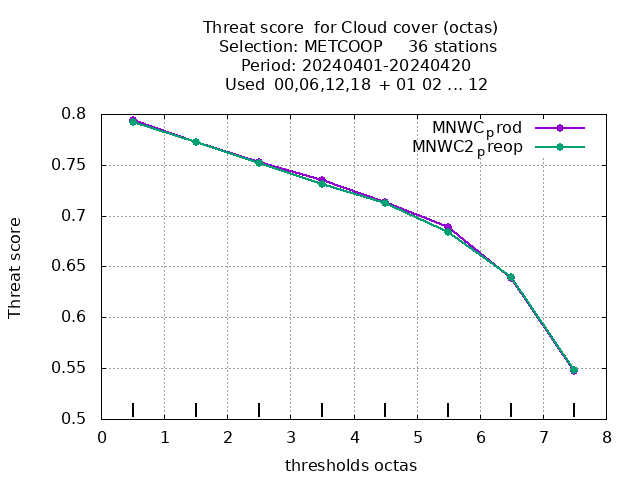 Threat score  for Cloud cover (octas)
Selection: METCOOP     36 stations
Period: 20240401-20240420
Used  00,06,12,18  + 01 02 ... 12
MNWCprod
MNWC2preop
0.8
0.75
0.7
0.65
0.6
0.55
0.5
Threat score
0 1 2 3 4 5 6 7 8
thresholds octas